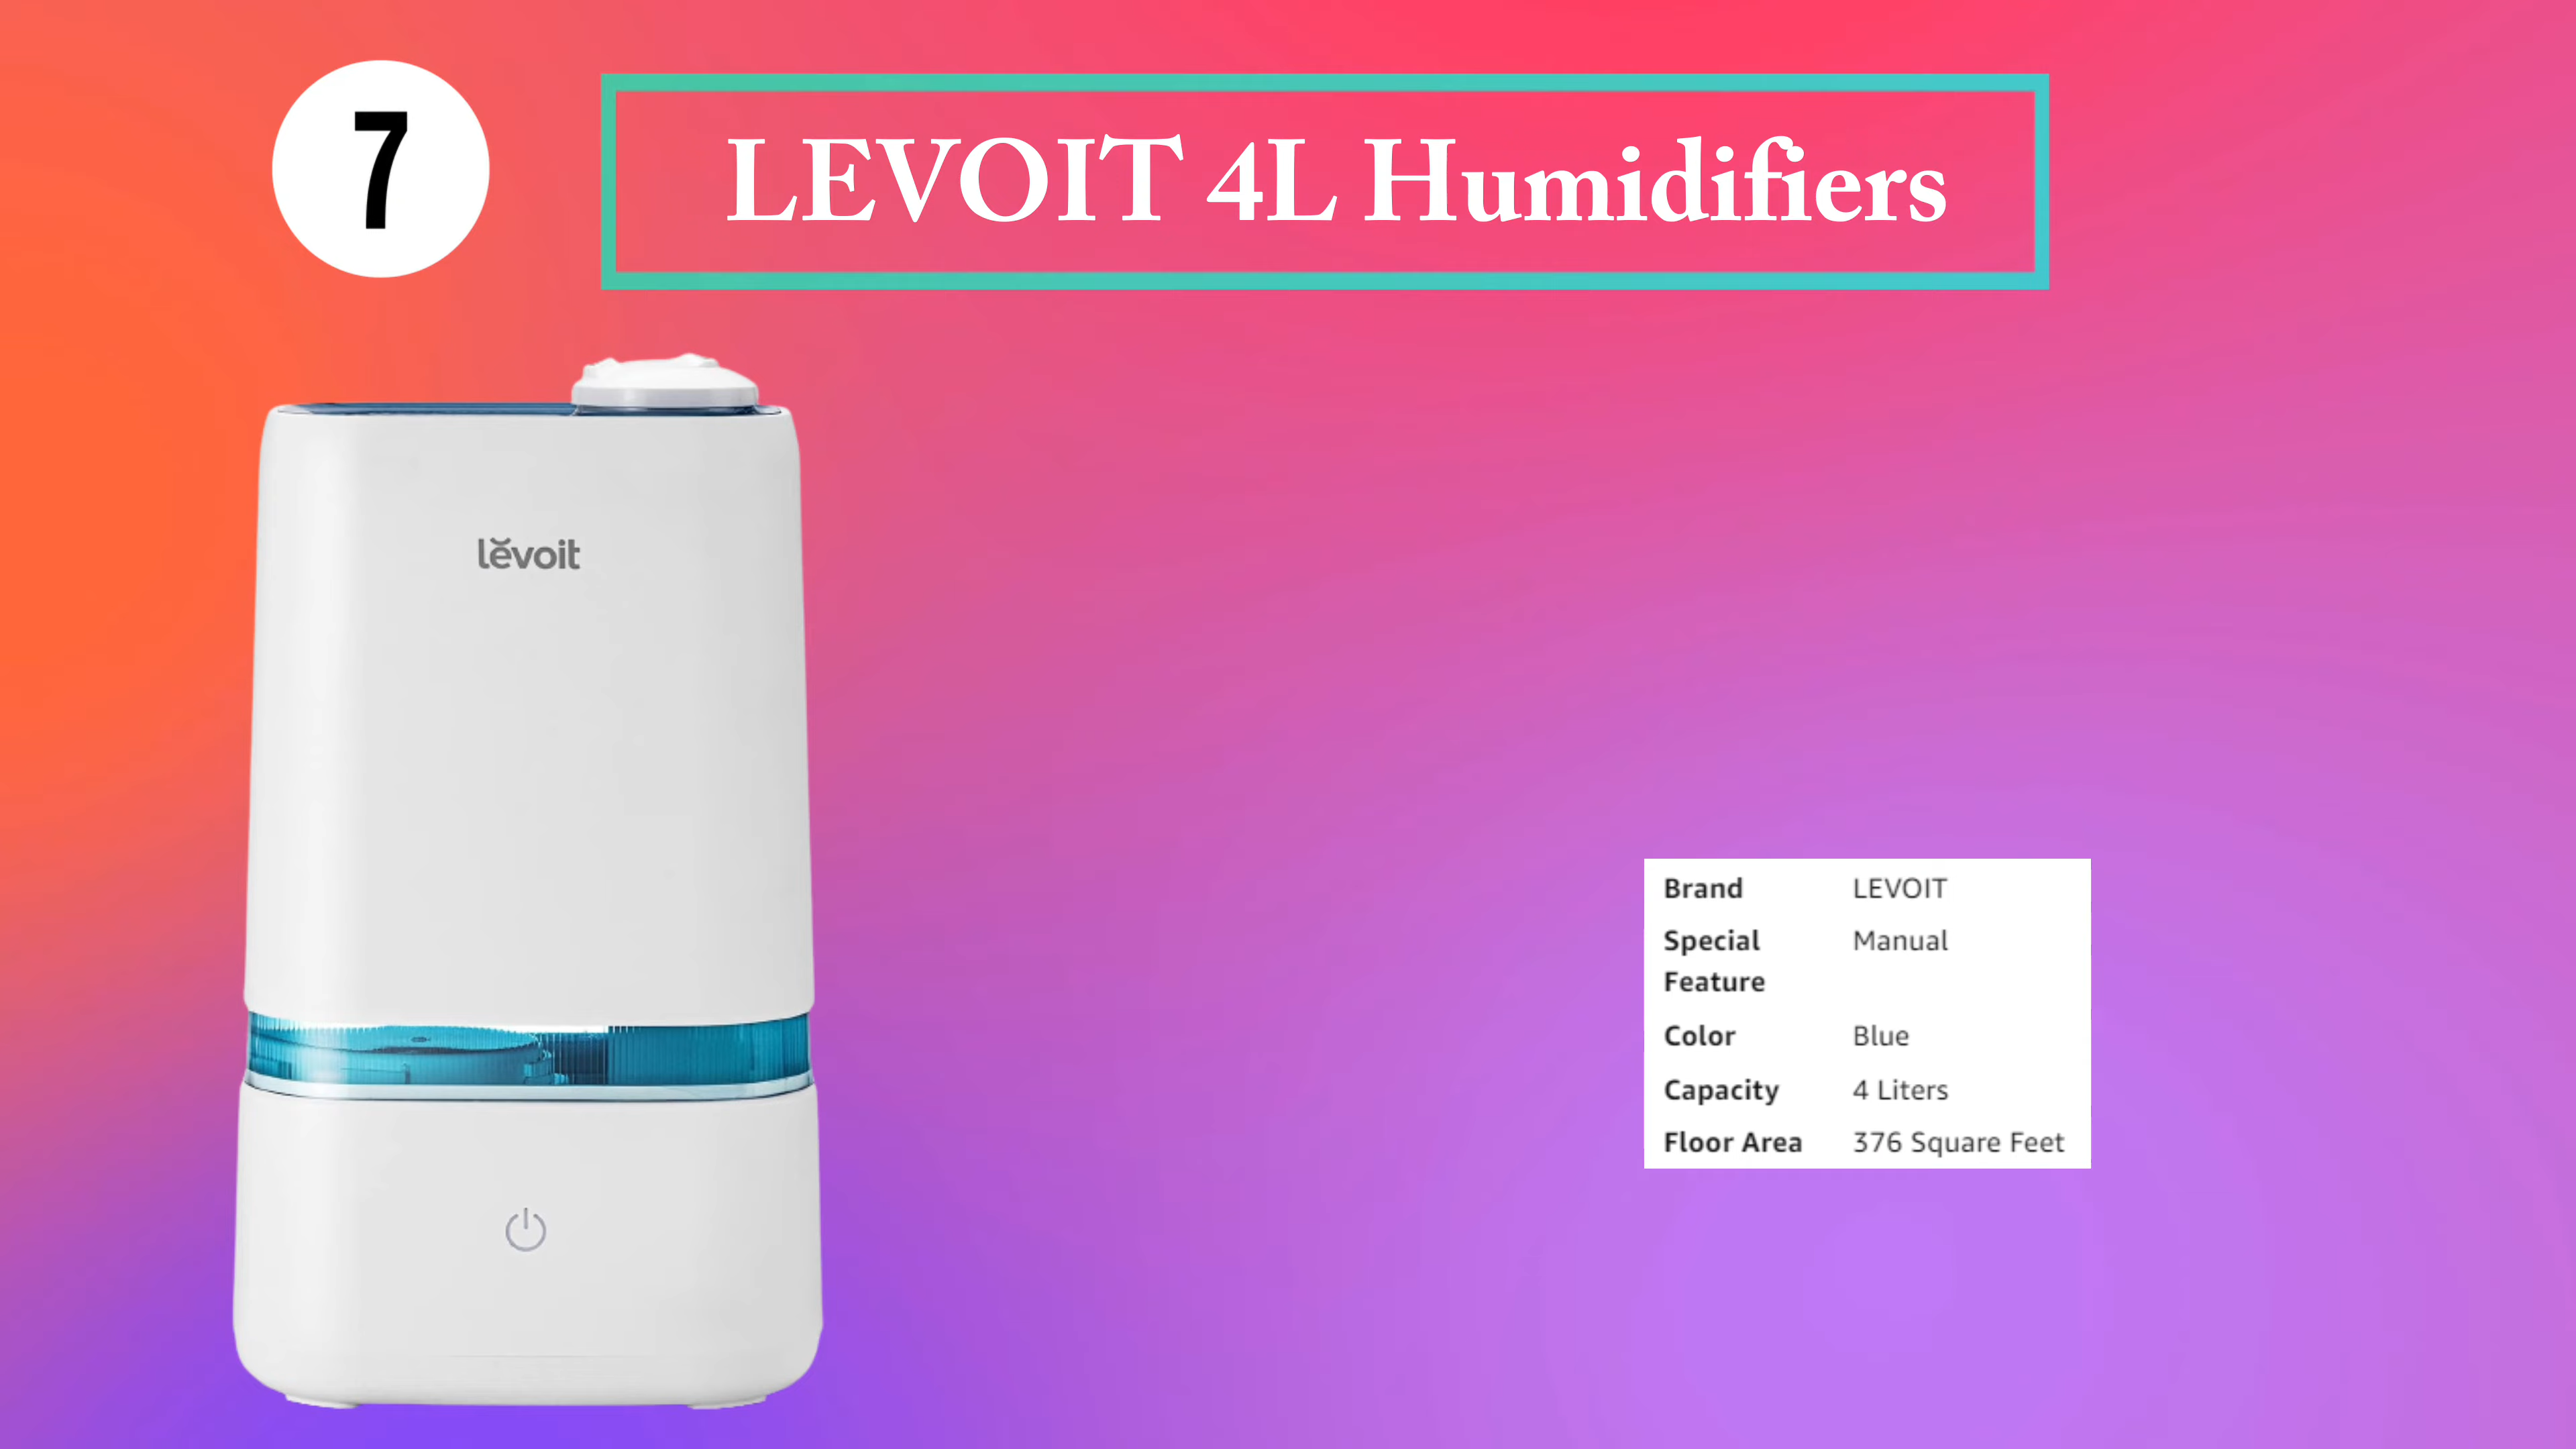 7
LEVOIT 4L Humidifiers
lĕvoit
Brand LEVOIT
Special Manual
Feature
Color Blue
Capacity 4 Liters
Floor Area 376 Square Feet